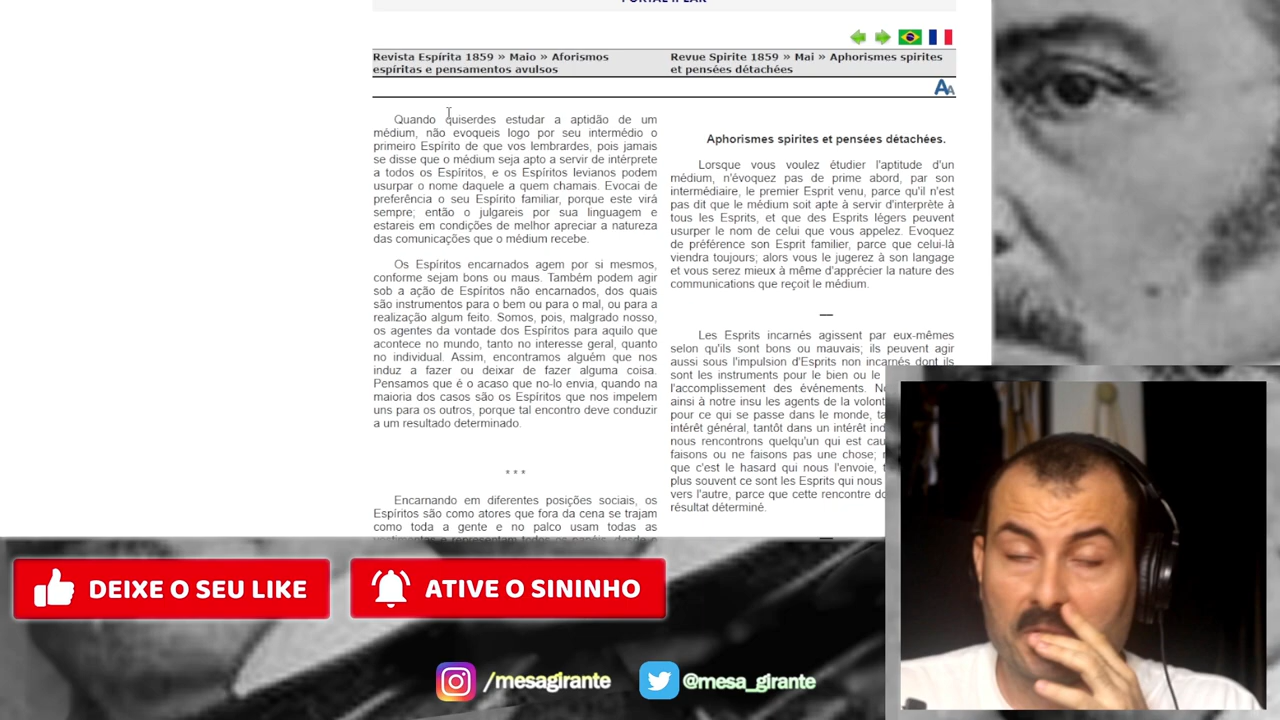 PORTAL IPEAK
Revista Espírita 1859 » Maio » Aforismos
espíritas e pensamentos avulsos
Revue Spirite 1859 » Mai » Aphorismes spirites
et pensées détachées
AA
Quando quiserdes estudar a aptidão de um
médium, não evoqueis logo por seu intermédio o
primeiro Espírito de que vos lembrardes, pois jamais
se disse que o médium seja apto a servir de intérprete
a todos os Espíritos, e os Espíritos levianos podem
usurpar o nome daquele a quem chamais. Evocai de
preferência o seu Espírito familiar, porque este virá
sempre; então o julgareis por sua linguagem e
estareis em condições de melhor apreciar a natureza
das comunicações que o médium recebe.
Os Espíritos encarnados agem por si mesmos,
conforme sejam bons ou maus. Também podem agir
sob a ação de Espíritos não encarnados, dos quais
são instrumentos para o bem ou para o mal, ou para a
realização algum feito. Somos, pois, malgrado nosso,
os agentes da vontade dos Espíritos para aquilo que
acontece no mundo, tanto no interesse geral, quanto
no individual. Assim, encontramos alguém que nos
induz a fazer ou deixar de fazer alguma coisa.
Pensamos que é o acaso que no-lo envia, quando na
maioria dos casos são os Espíritos que nos impelem
uns para os outros, porque tal encontro deve conduzir
a um resultado determinado.
* * *
Encarnando em diferentes posições sociais, os
Espíritos são como atores que fora da cena se trajam
como toda a gente e no palco usam todas as
Aphorismes spirites et pensées détachées.
Lorsque vous voulez étudier l'aptitude d'un
médium, n'évoquez pas de prime abord, par son
intermédiaire, le premier Esprit venu, parce qu'il n'est
pas dit que le médium soit apte à servir d'interprète à
tous les Esprits, et que des Esprits légers peuvent
usurper le nom de celui que vous appelez. Evoquez
de préférence son Esprit familier, parce que celui-là
viendra toujours; alors vous le jugerez à son langage
et vous serez mieux à même d'apprécier la nature des
communications que reçoit le médium.
—
Les Esprits incarnés agissent par eux-mêmes
selon qu'ils sont bons ou mauvais; ils peuvent agir
aussi sous l'impulsion d'Esprits non incarnés dont ils
sont les instruments pour le bien ou le
l'accomplissement des événements.
ainsi à notre insu les agents de la
pour ce qui se passe dans le monde,
intérêt général, tantôt dans un intérêt
nous rencontrons quelqu'un qui est
faisons ou ne faisons pas une chose;
que c'est le hasard qui nous l'envoie,
plus souvent ce sont les Esprits qui nous
vers l'autre, parce que cette rencontre
résultat déterminé.
—
DEIXE O SEU LIKE
ATIVE O SININHO
/mesagirante
@mesa_girante